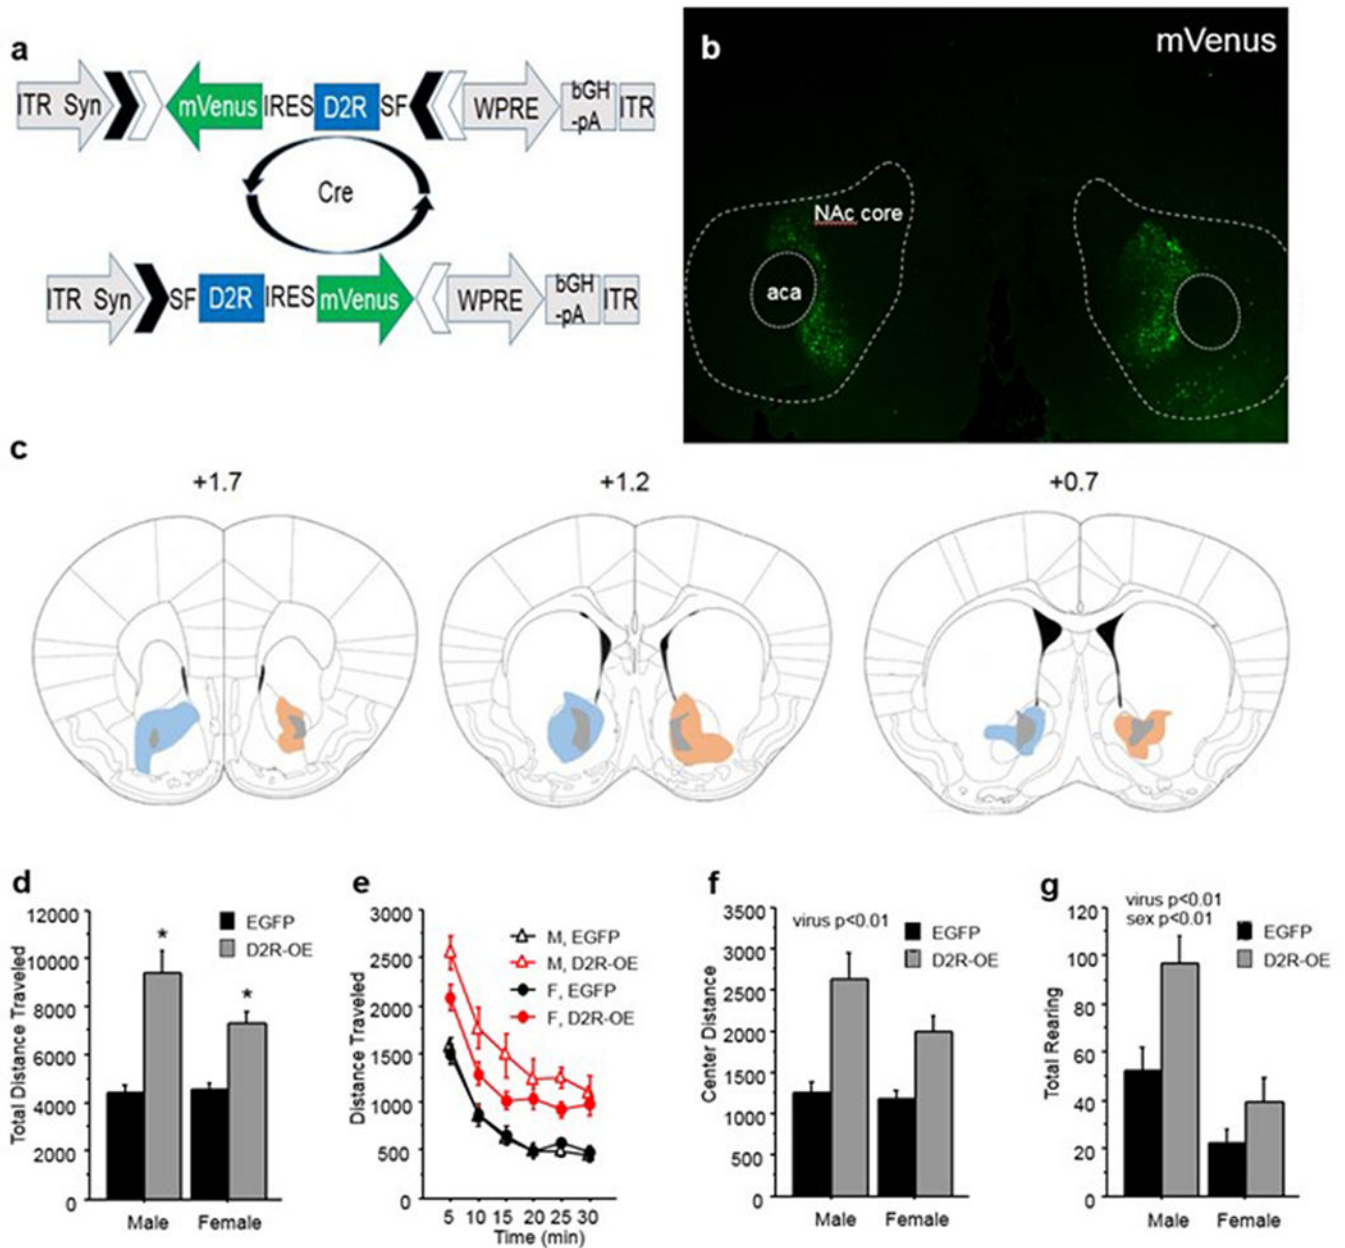 a
ITR Syn mVenus IRES D2R SF WPRE bGH -pA ITR
Cre
ITR Syn SF D2R IRES mVenus WPRE bGH -pA ITR
b
mVenus
NAc core
aca
c
+1.7
+1.2
+0.7
d
12000
10000
8000
6000
4000
2000
0
Total Distance Traveled
EGFP
D2R-OE
*
*
Male Female
e
3000
2500
2000
1500
1000
500
0
Distance Traveled
M, EGFP
M, D2R-OE
F, EGFP
F, D2R-OE
5 10 15 20 25 30
Time (min)
f
3500
3000
2500
2000
1500
1000
500
0
Center Distance
virus p<0.01
EGFP
D2R-OE
Male Female
g
120
100
80
60
40
20
0
Total Rearing
virus p<0.01
sex p<0.01
EGFP
D2R-OE
Male Female